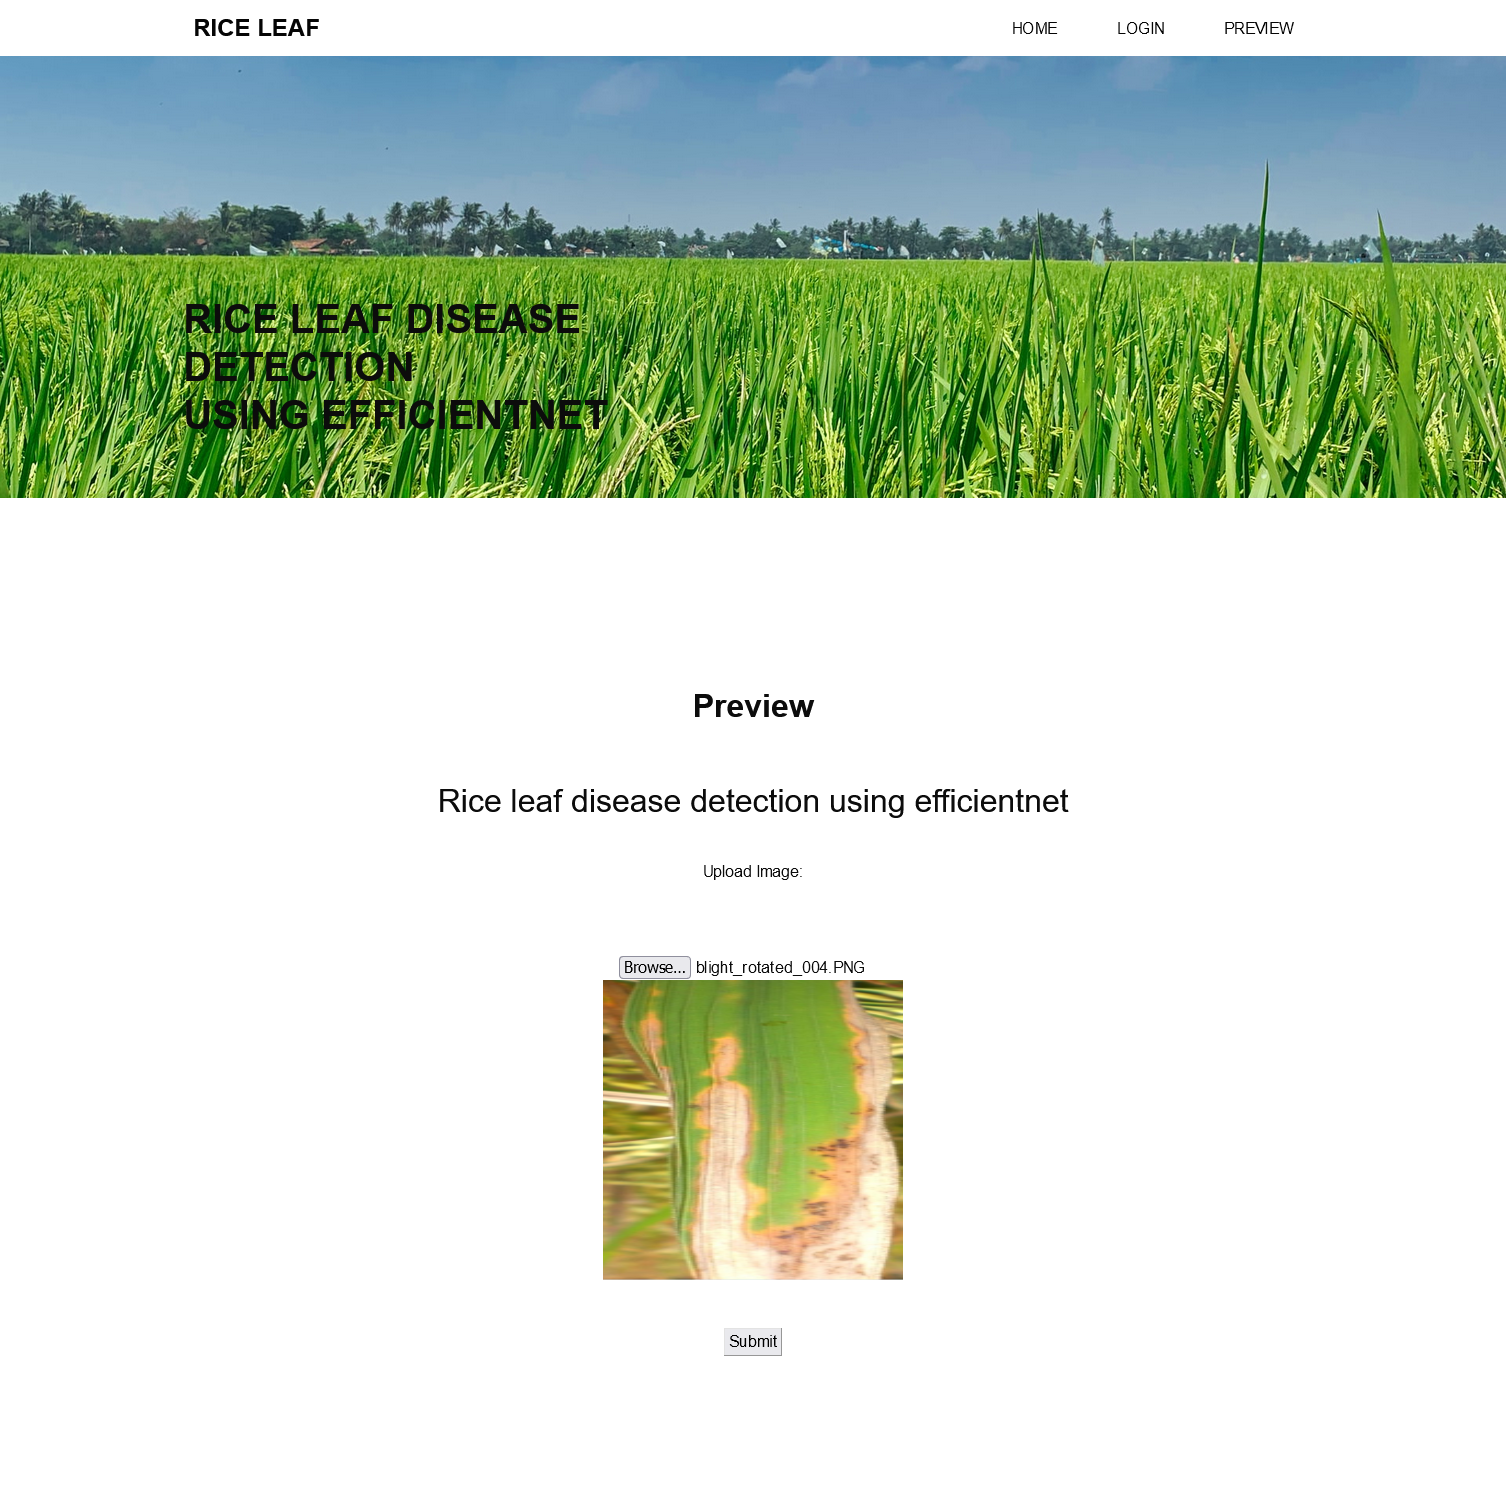 RICE LEAF
HOME LOGIN PREVIEW
RICE LEAF DISEASE
DETECTION
USING EFFICIENTNET
Preview
Rice leaf disease detection using efficientnet
Upload Image:
Browse... blight_rotated_004.PNG
Submit